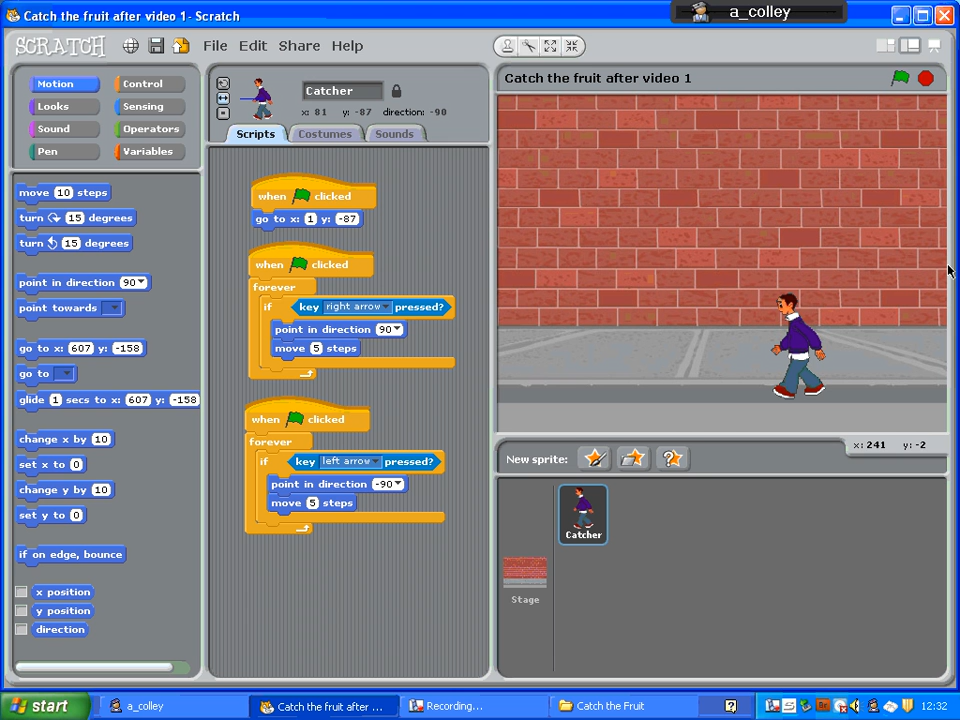 Catch the fruit after video 1- Scratch
a_colley
SCRATCH
File Edit Share Help
Motion Control
Looks Sensing
Sound Operators
Pen Variables
move 10 steps
turn 15 degrees
turn 15 degrees
point in direction 90
point towards
go to x: 607 y: -158
go to
glide 1 secs to x: 607 y: -158
change x by 10
set x to 0
change y by 10
set y to 0
if on edge, bounce
x position
y position
direction
Catcher
x: 81 y: -87 direction: -90
Scripts Costumes Sounds
when clicked
go to x: 1 y: -87
when clicked
forever
if key right arrow pressed?
point in direction 90
move 5 steps
when clicked
forever
if key left arrow pressed?
point in direction -90
move 5 steps
Catch the fruit after video 1
x: 241 y: -2
New sprite:
Catcher
Stage
start
a_colley
Catch the fruit after ...
Recording...
Catch the Fruit
12:32